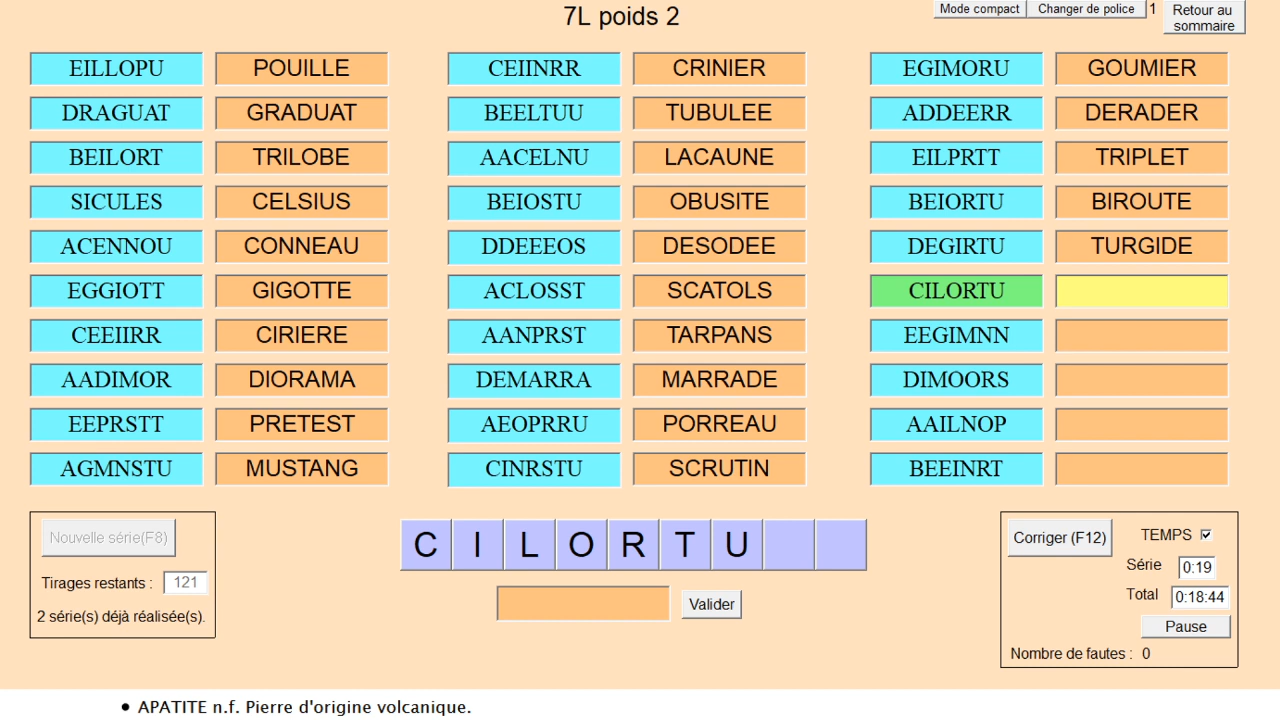 7L poids 2
Mode compact Changer de police 1 Retour au sommaire
EILLOPU POUILLE CEIINRR CRINIER EGIMORU GOUMIER
DRAGUAT GRADUAT BEELTUU TUBULEE ADDEERR DERADER
BEILORT TRILOBE AACELNU LACAUNE EILPRTT TRIPLET
SICULES CELSIUS BEIOSTU OBUSITE BEIORTU BIROUTE
ACENNOU CONNEAU DDEEEOS DESODEE DEGIRTU TURGIDE
EGGIOTT GIGOTTE ACLOSST SCATOLS CILORTU
CEEIIRR CIRIERE AANPRST TARPANS EEGIMNN
AADIMOR DIORAMA DEMARRA MARRADE DIMOORS
EEPRSTT PRETEST AEOPRRU PORREAU AAILNOP
AGMNSTU MUSTANG CINRSTU SCRUTIN BEEINRT
Nouvelle série(F8)
Tirages restants : 121
2 série(s) déjà réalisée(s).
C I L O R T U
Valider
Corriger (F12) TEMPS
Série 0:19
Total 0:18:44
Pause
Nombre de fautes : 0
• APATITE n.f. Pierre d'origine volcanique.